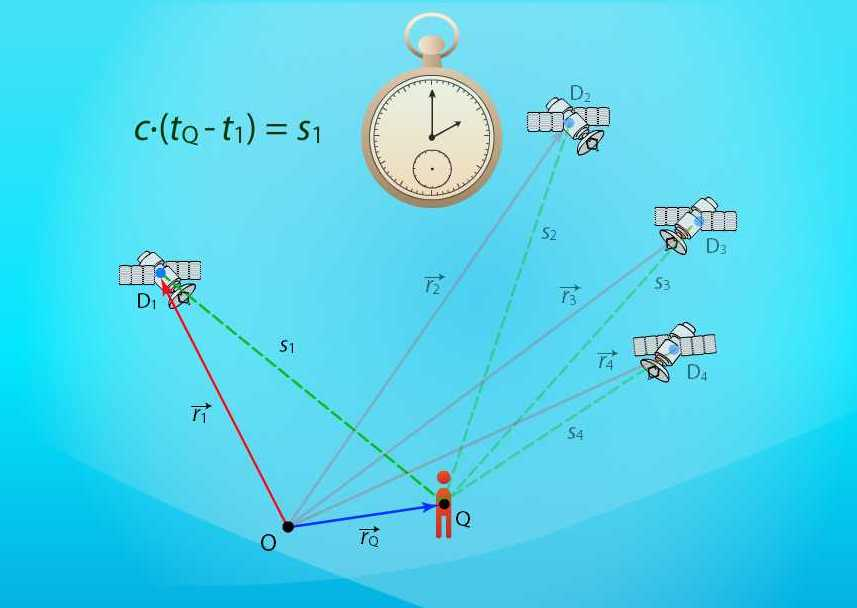 c·(tQ - t1) = s1
D2
s2
D3
r2
s3
r3
D1
s1
r4
D4
r1
s4
Q
O
rQ